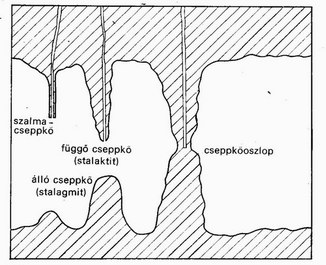 szalma-
cseppkő
függő cseppkő
(stalaktit)
cseppkőoszlop
álló cseppkő
(stalagmit)